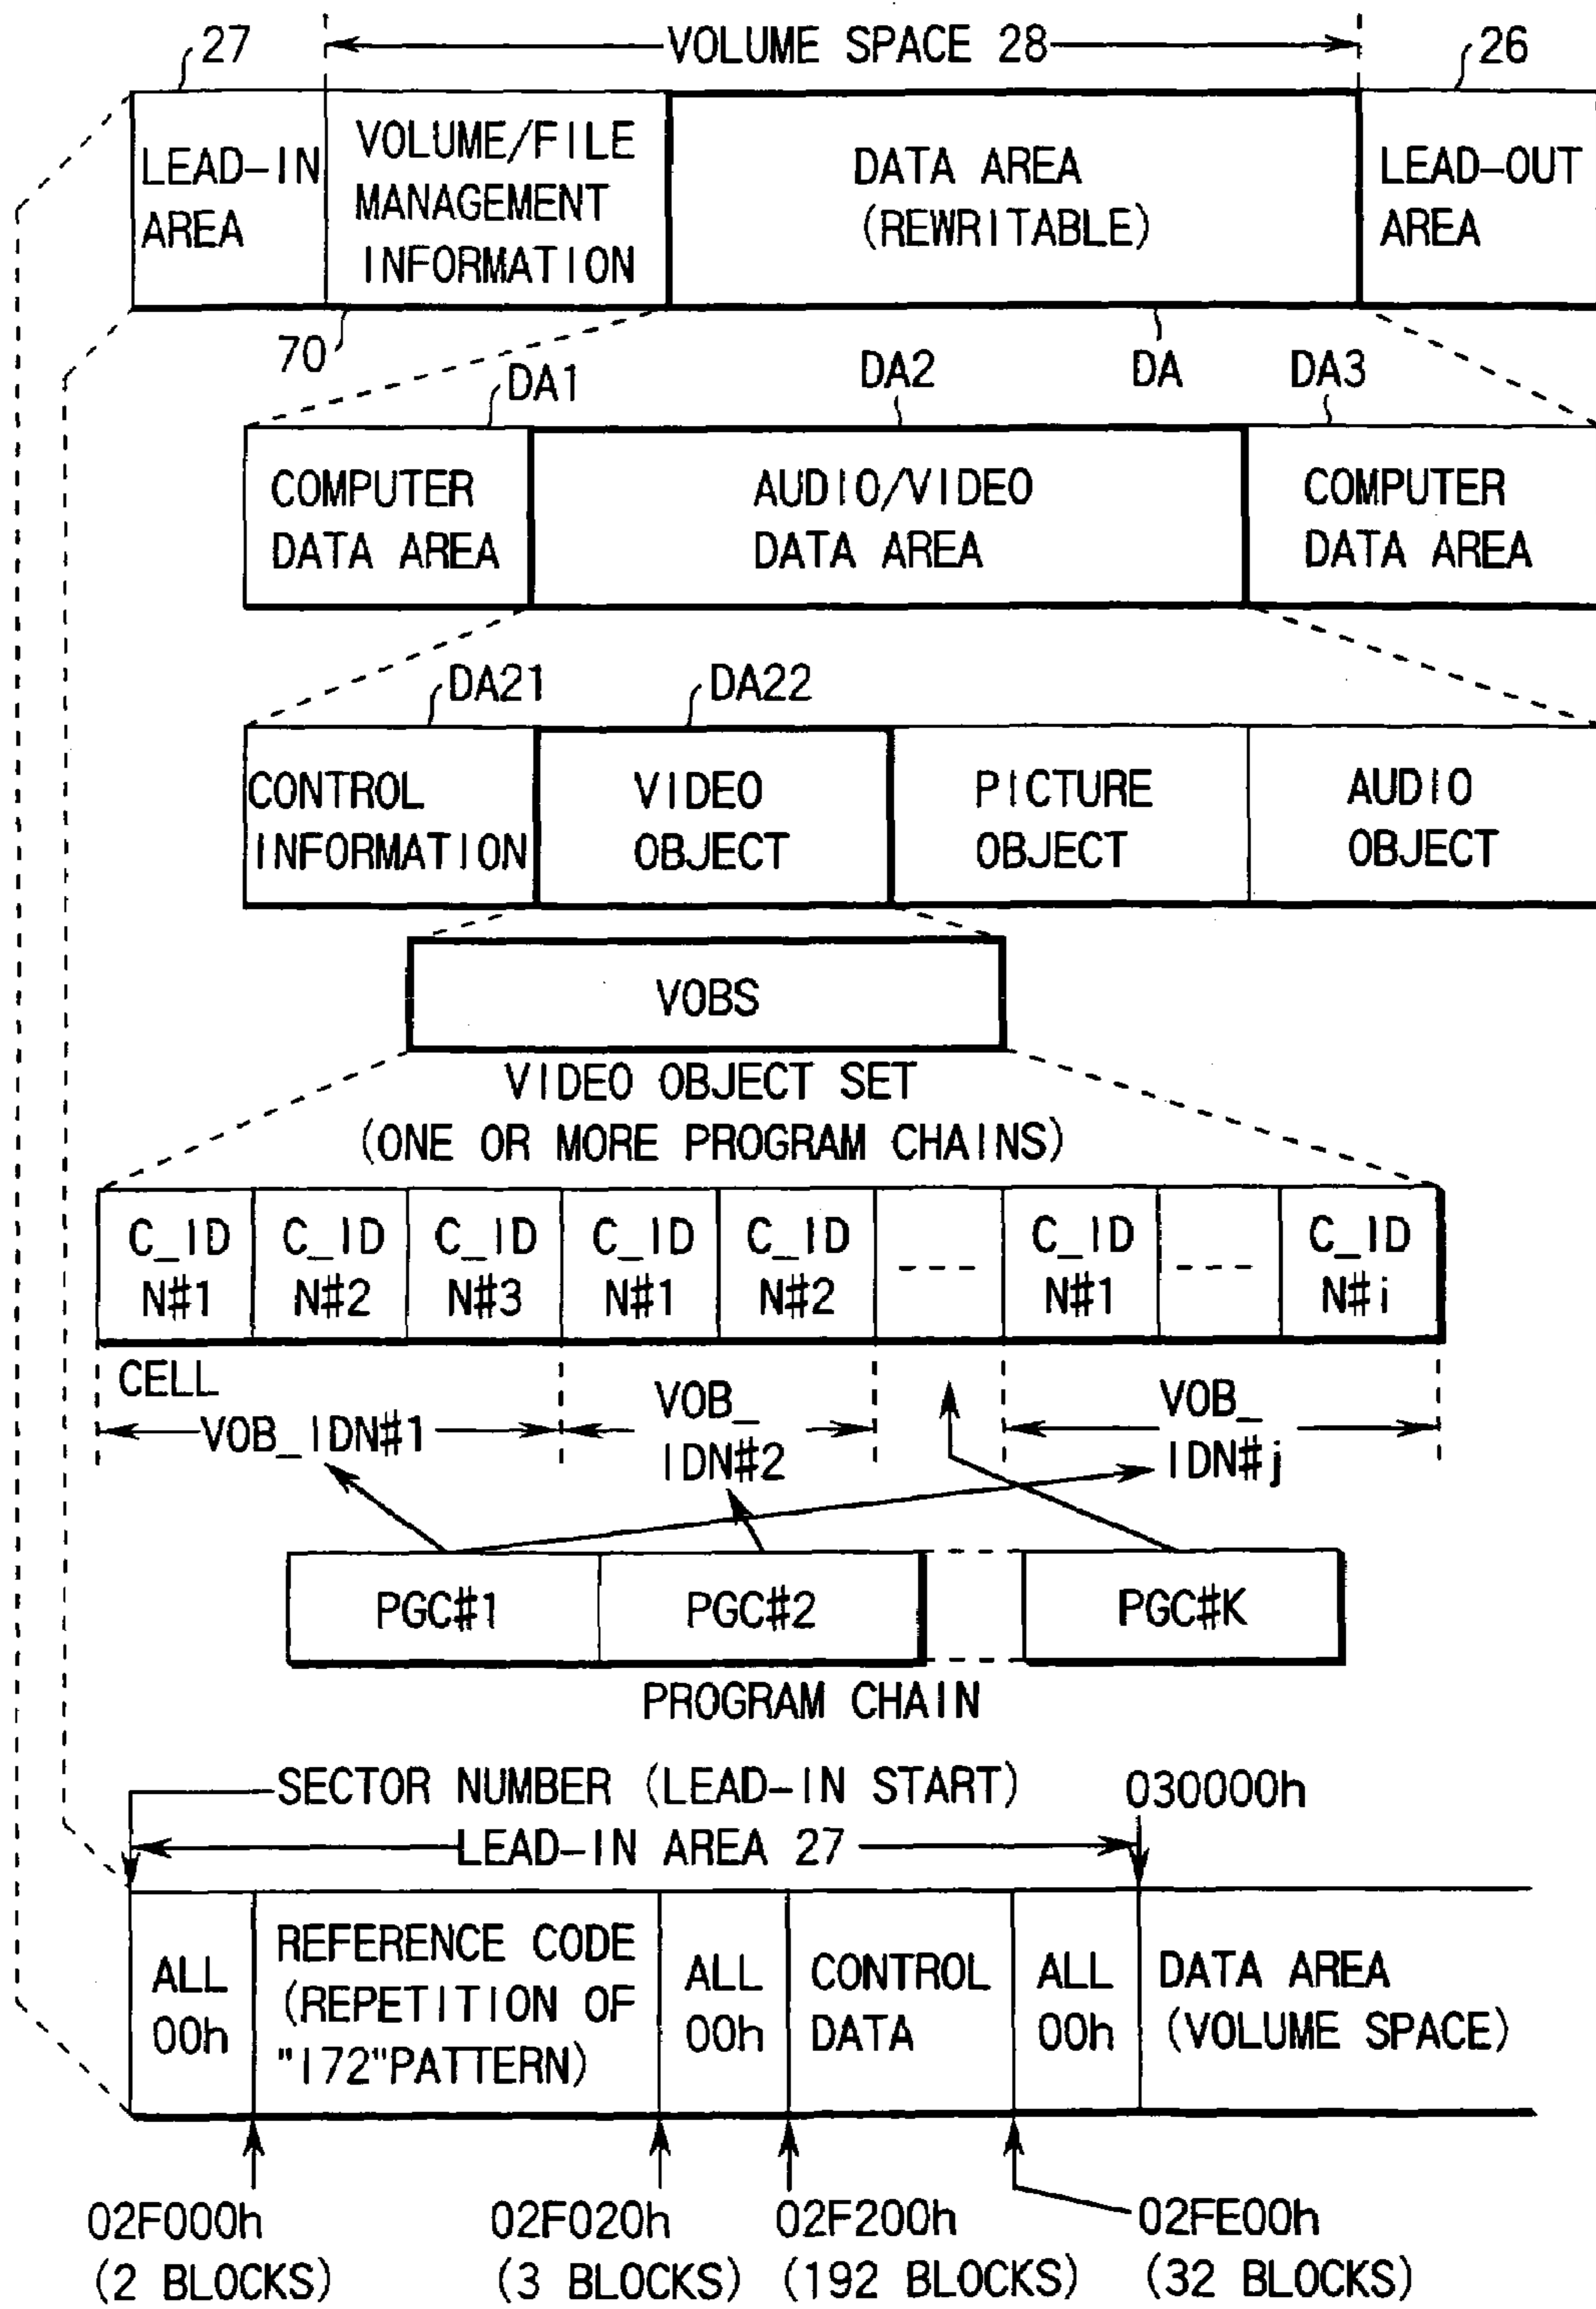 27
VOLUME SPACE 28
26
LEAD-IN
AREA
VOLUME/FILE
MANAGEMENT
INFORMATION
DATA AREA
(REWRITABLE)
LEAD-OUT
AREA
70
DA1
DA2
DA
DA3
COMPUTER
DATA AREA
AUDIO/VIDEO
DATA AREA
COMPUTER
DATA AREA
DA21
DA22
CONTROL
INFORMATION
VIDEO
OBJECT
PICTURE
OBJECT
AUDIO
OBJECT
VOBS
VIDEO OBJECT SET
(ONE OR MORE PROGRAM CHAINS)
C_ID
N#1
C_ID
N#2
C_ID
N#3
C_ID
N#1
C_ID
N#2
----
C_ID
N#1
----
C_ID
N#i
CELL
VOB_IDN#1
VOB_
IDN#2
VOB_
IDN#j
PGC#1
PGC#2
PGC#K
PROGRAM CHAIN
SECTOR NUMBER (LEAD-IN START)
030000h
LEAD-IN AREA 27
ALL
00h
REFERENCE CODE
(REPETITION OF
"172"PATTERN)
ALL
00h
CONTROL
DATA
ALL
00h
DATA AREA
(VOLUME SPACE)
02F000h
(2 BLOCKS)
02F020h
(3 BLOCKS)
02F200h
(192 BLOCKS)
02FE00h
(32 BLOCKS)